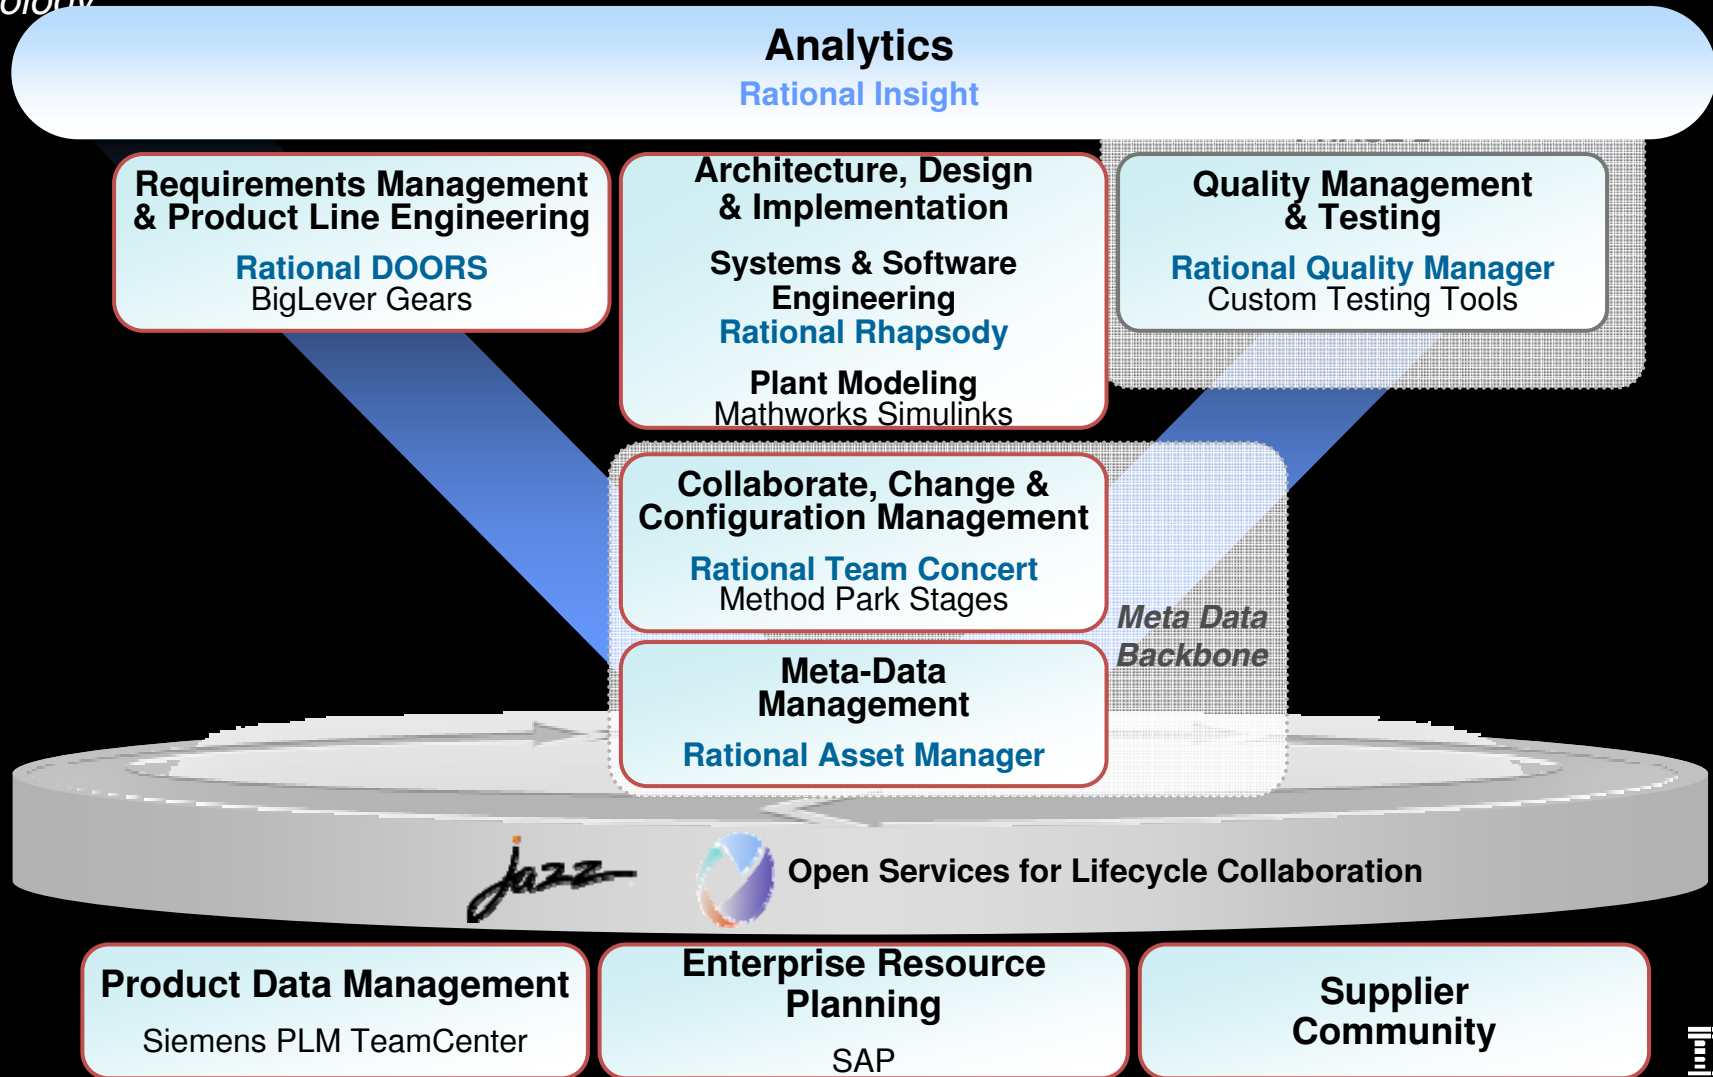 Analytics
Rational Insight
Requirements Management
& Product Line Engineering
Rational DOORS
BigLever Gears
Architecture, Design
& Implementation
Systems & Software
Engineering
Rational Rhapsody
Plant Modeling
Mathworks Simulinks
Quality Management
& Testing
Rational Quality Manager
Custom Testing Tools
Collaborate, Change &
Configuration Management
Rational Team Concert
Method Park Stages
Meta Data
Backbone
Meta-Data
Management
Rational Asset Manager
jazz
Open Services for Lifecycle Collaboration
Product Data Management
Siemens PLM TeamCenter
Enterprise Resource
Planning
SAP
Supplier
Community